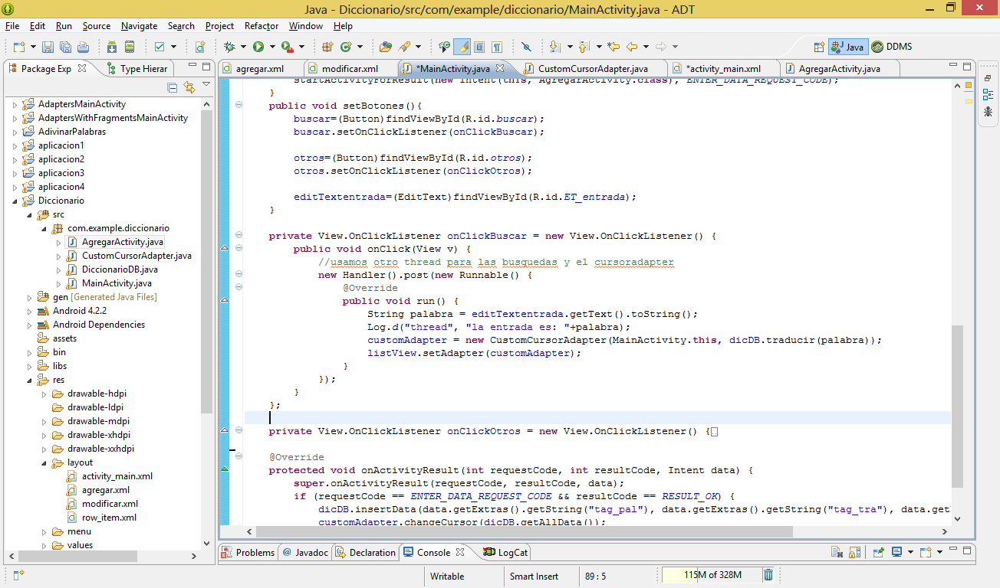 Java - Diccionario/src/com/example/diccionario/MainActivity.java - ADT
File Edit Run Source Navigate Search Project Refactor Window Help
Java DDMS
Package Exp Type Hierar
agregar.xml modificar.xml *MainActivity.java CustomCursorAdapter.java *activity_main.xml AgregarActivity.java
AdaptersMainActivity
AdaptersWithFragmentsMainActivity
AdivinarPalabras
aplicacion1
aplicacion2
aplicacion3
aplicacion4
Diccionario
src
com.example.diccionario
AgregarActivity.java
CustomCursorAdapter.java
DiccionarioDB.java
MainActivity.java
gen [Generated Java Files]
Android 4.2.2
Android Dependencies
assets
bin
libs
res
drawable-hdpi
drawable-ldpi
drawable-mdpi
drawable-xhdpi
drawable-xxhdpi
layout
activity_main.xml
agregar.xml
modificar.xml
row_item.xml
menu
values
startActivityForResult(new Intent(this, AgregarActivity.class), ENTER_DATA_REQUEST_CODE);
}
public void setBotones(){
buscar=(Button)findViewById(R.id.buscar);
buscar.setOnClickListener(onClickBuscar);
otros=(Button)findViewById(R.id.otros);
otros.setOnClickListener(onClickOtros);
editTextentrada=(EditText)findViewById(R.id.ET_entrada);
}
private View.OnClickListener onClickBuscar = new View.OnClickListener() {
public void onClick(View v) {
//usamos otro thread para las busquedas y el cursoradapter
new Handler().post(new Runnable() {
@Override
public void run() {
String palabra = editTextentrada.getText().toString();
Log.d("thread", "la entrada es: "+palabra);
customAdapter = new CustomCursorAdapter(MainActivity.this, dicDB.traducir(palabra));
listView.setAdapter(customAdapter);
}
});
}
};
private View.OnClickListener onClickOtros = new View.OnClickListener() {
@Override
protected void onActivityResult(int requestCode, int resultCode, Intent data) {
super.onActivityResult(requestCode, resultCode, data);
if (requestCode == ENTER_DATA_REQUEST_CODE && resultCode == RESULT_OK) {
dicDB.insertData(data.getExtras().getString("tag_pal"), data.getExtras().getString("tag_tra"), data.get
customAdapter.changeCursor(dicDB.getAllData());
Problems Javadoc Declaration Console LogCat
Writable Smart Insert 89 : 5 115M of 328M